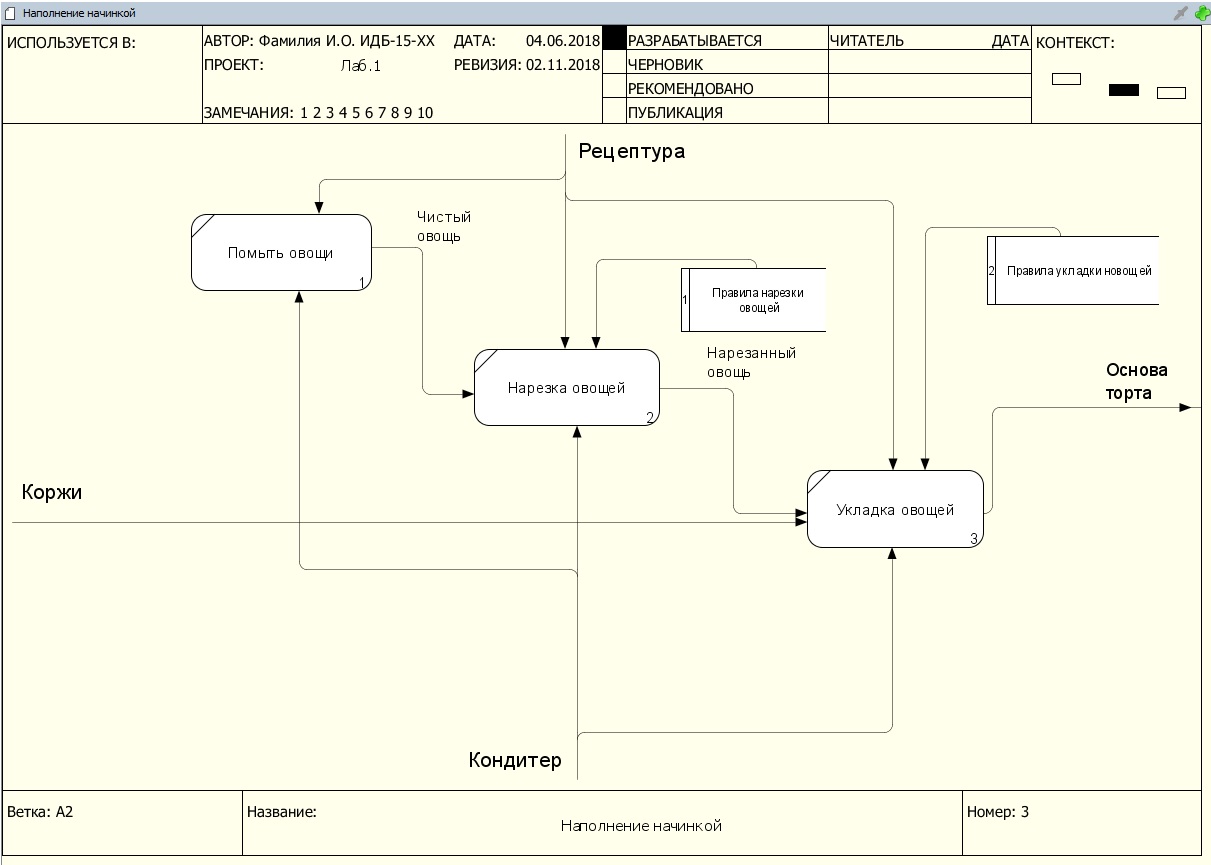 Наполнение начинкой
ИСПОЛЬЗУЕТСЯ В:
АВТОР: Фамилия И.О. ИДБ-15-XX
ДАТА: 04.06.2018
РАЗРАБАТЫВАЕТСЯ
ЧИТАТЕЛЬ
ДАТА
КОНТЕКСТ:
ПРОЕКТ: Лаб.1
РЕВИЗИЯ: 02.11.2018
ЧЕРНОВИК
РЕКОМЕНДОВАНО
ЗАМЕЧАНИЯ: 1 2 3 4 5 6 7 8 9 10
ПУБЛИКАЦИЯ
Рецептура
Чистый
овощь
Помыть овощи
1
2
Правила укладки новощей
1
Правила нарезки
овощей
Нарезанный
овощь
Нарезка овощей
2
Основа
торта
Коржи
Укладка овощей
3
Кондитер
Ветка: A2
Название:
Наполнение начинкой
Номер: 3